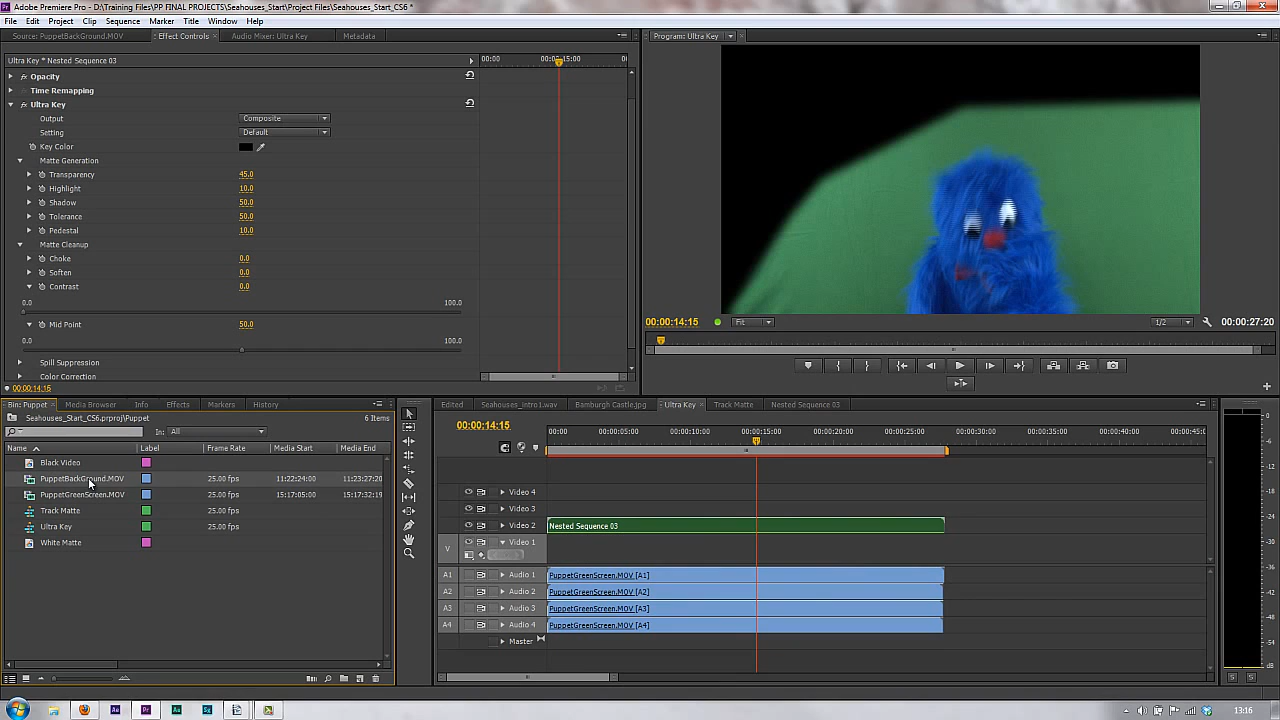 Adobe Premiere Pro - D:\Training Files\PP FINAL PROJECTS\Seahouses_Start\Project Files\Seahouses_Start_CS6 *
File Edit Project Clip Sequence Marker Title Window Help
Source: PuppetBackGround.MOV Effect Controls Audio Mixer: Ultra Key Metadata
Program: Ultra Key
Ultra Key * Nested Sequence 03
00:00 15:00
Opacity
Time Remapping
Ultra Key
Output Composite
Setting Default
Key Color
Matte Generation
Transparency 45.0
Highlight 10.0
Shadow 50.0
Tolerance 50.0
Pedestal 10.0
Matte Cleanup
Choke 0.0
Soften 0.0
Contrast 0.0
0.0 100.0
Mid Point 50.0
0.0 100.0
Spill Suppression
Color Correction
00:00:14:15
00:00:14:15 Fit 1/2 00:00:27:20
Bin: Puppet Media Browser Info Effects Markers History
Seahouses_Start_CS6.prproj\Puppet 6 Items
In: All
Name Label Frame Rate Media Start Media End
Black Video
PuppetBackGround.MOV 25.00 fps 11:22:24:00 11:23:27:20
PuppetGreenScreen.MOV 25.00 fps 15:17:05:00 15:17:32:19
Track Matte 25.00 fps
Ultra Key 25.00 fps
White Matte
Edited Seahouses_Intro1.wav Bamburgh Castle.jpg Ultra Key Track Matte Nested Sequence 03
00:00:14:15
00:00 00:00:05:00 00:00:10:00 00:00:15:00 00:00:20:00 00:00:25:00 00:00:30:00 00:00:35:00 00:00:40:00 00:00:45:0
Video 4
Video 3
Video 2 Nested Sequence 03
V Video 1
A1 Audio 1 PuppetGreenScreen.MOV [A1]
A2 Audio 2 PuppetGreenScreen.MOV [A2]
A3 Audio 3 PuppetGreenScreen.MOV [A3]
A4 Audio 4 PuppetGreenScreen.MOV [A4]
Master
0
-6
-12
-18
-24
-30
-36
-42
-48
-54
dB
S S
13:16